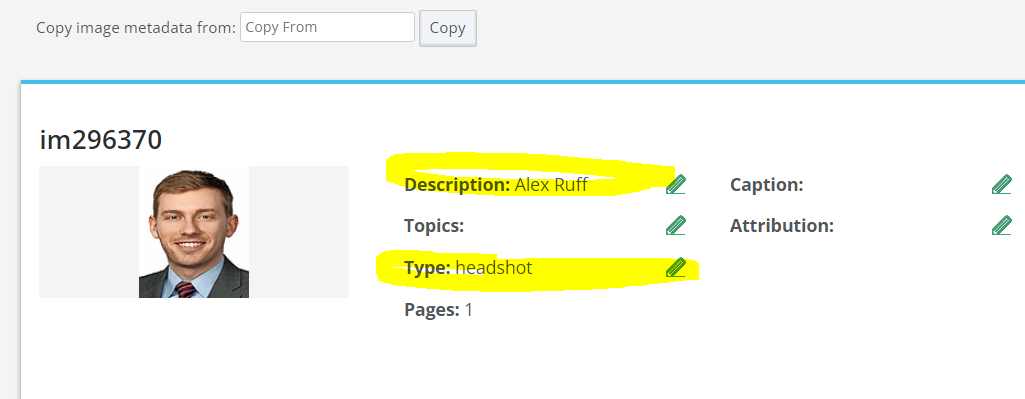 Copy image metadata from: Copy From Copy
im296370
Description: Alex Ruff
Caption:
Topics:
Attribution:
Type: headshot
Pages: 1